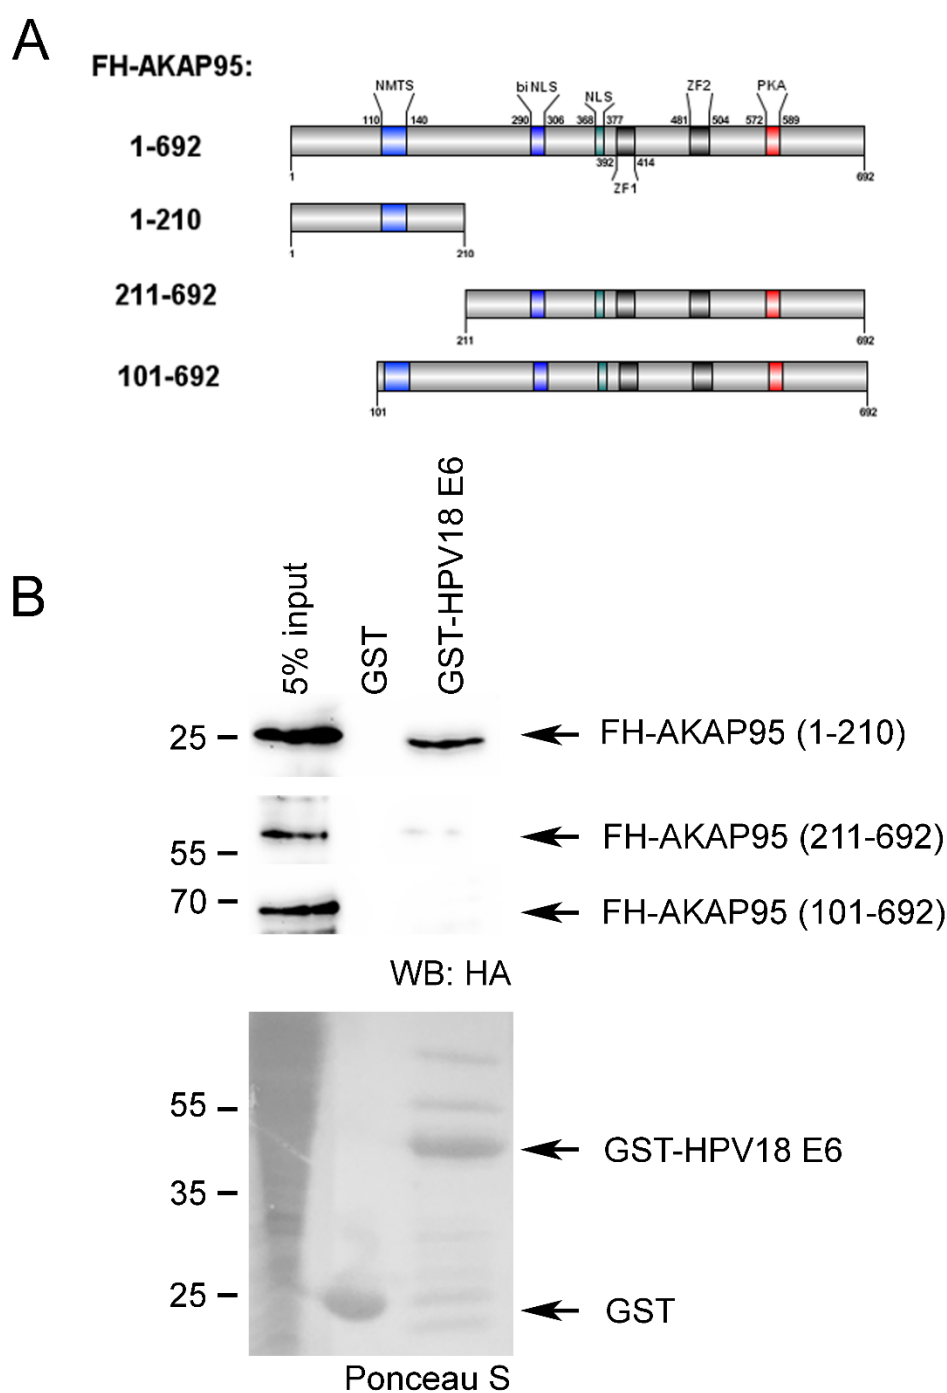 A
FH-AKAP95:
NMTS biNLS NLS ZF2 PKA
110 140 290 306 368 377 481 504 572 589
1-692
392 414
1 ZF1 692
1-210
1 210
211-692
211 692
101-692
101 692
B
5% input
GST
GST-HPV18 E6
25 FH-AKAP95 (1-210)
FH-AKAP95 (211-692)
55
70
FH-AKAP95 (101-692)
WB: HA
55
GST-HPV18 E6
35
25
GST
Ponceau S